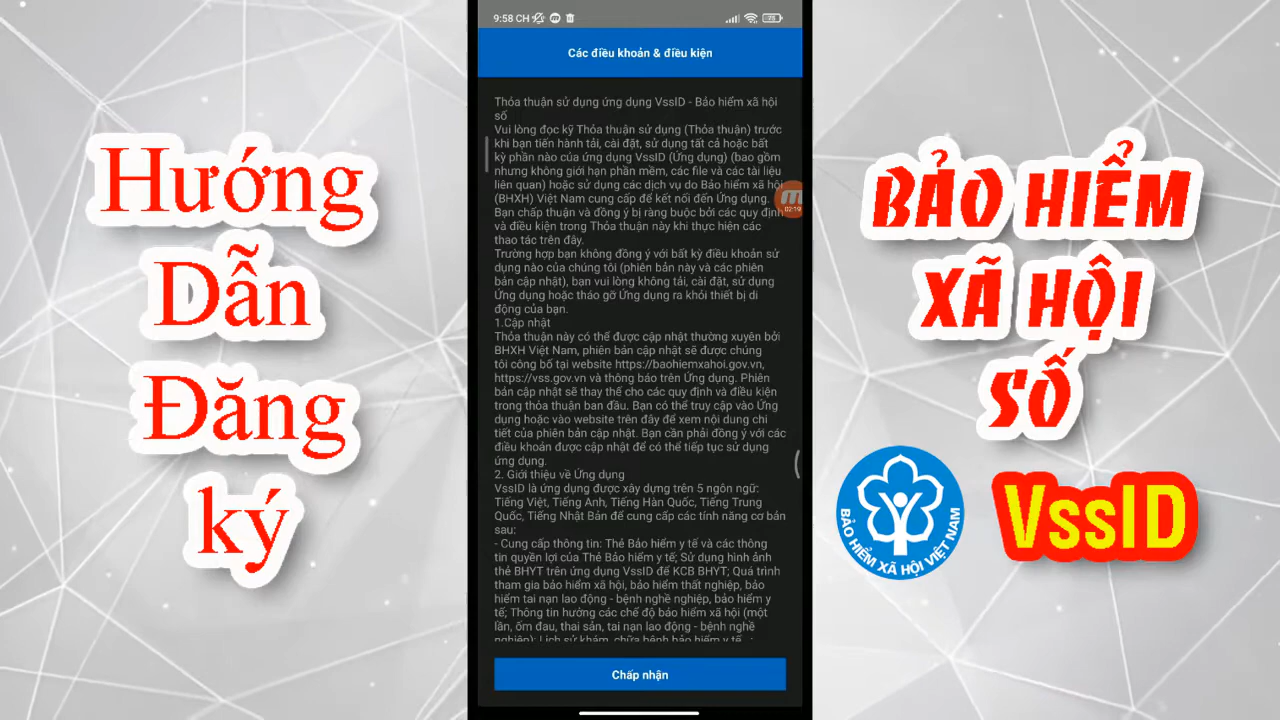 Hướng
Dẫn
Đăng
ký
9:58 CH
75
Các điều khoản & điều kiện
Thỏa thuận sử dụng ứng dụng VssID - Bảo hiểm xã hội
số
Vui lòng đọc kỹ Thỏa thuận sử dụng (Thỏa thuận) trước
khi bạn tiến hành tải, cài đặt, sử dụng tất cả hoặc bất
kỳ phần nào của ứng dụng VssID (Ứng dụng) (bao gồm
nhưng không giới hạn phần mềm, các file và các tài liệu
liên quan) hoặc sử dụng các dịch vụ do Bảo hiểm xã hội
(BHXH) Việt Nam cung cấp để kết nối đến Ứng dụng.
Bạn chấp thuận và đồng ý bị ràng buộc bởi các quy định
và điều kiện trong Thỏa thuận này khi thực hiện các
thao tác trên đây.
Trường hợp bạn không đồng ý với bất kỳ điều khoản sử
dụng nào của chúng tôi (phiên bản này và các phiên
bản cập nhật), bạn vui lòng không tải, cài đặt, sử dụng
Ứng dụng hoặc tháo gỡ Ứng dụng ra khỏi thiết bị di
động của bạn.
1.Cập nhật
Thỏa thuận này có thể được cập nhật thường xuyên bởi
BHXH Việt Nam, phiên bản cập nhật sẽ được chúng
tôi công bố tại website https://baohiemxahoi.gov.vn,
https://vss.gov.vn và thông báo trên Ứng dụng. Phiên
bản cập nhật sẽ thay thế cho các quy định và điều kiện
trong thỏa thuận ban đầu. Bạn có thể truy cập vào Ứng
dụng hoặc vào website trên đây để xem nội dung chi
tiết của phiên bản cập nhật. Bạn cần phải đồng ý với các
điều khoản được cập nhật để có thể tiếp tục sử dụng
ứng dụng.
2. Giới thiệu về Ứng dụng
VssID là ứng dụng được xây dựng trên 5 ngôn ngữ:
Tiếng Việt, Tiếng Anh, Tiếng Hàn Quốc, Tiếng Trung
Quốc, Tiếng Nhật Bản để cung cấp các tính năng cơ bản
sau:
- Cung cấp thông tin: Thẻ Bảo hiểm y tế và các thông
tin quyền lợi của Thẻ Bảo hiểm y tế; Sử dụng hình ảnh
thẻ BHYT trên ứng dụng VssID để KCB BHYT; Quá trình
tham gia bảo hiểm xã hội, bảo hiểm thất nghiệp, bảo
hiểm tai nạn lao động - bệnh nghề nghiệp, bảo hiểm y
tế; Thông tin hưởng các chế độ bảo hiểm xã hội (một
lần, ốm đau, thai sản, tai nạn lao động - bệnh nghề
nghiệp); Lịch sử khám, chữa bệnh bảo hiểm y tế...;
Chấp nhận
02:19
BẢO HIỂM
XÃ HỘI
SỐ
BẢO HIỂM XÃ HỘI VIỆT NAM
VssID